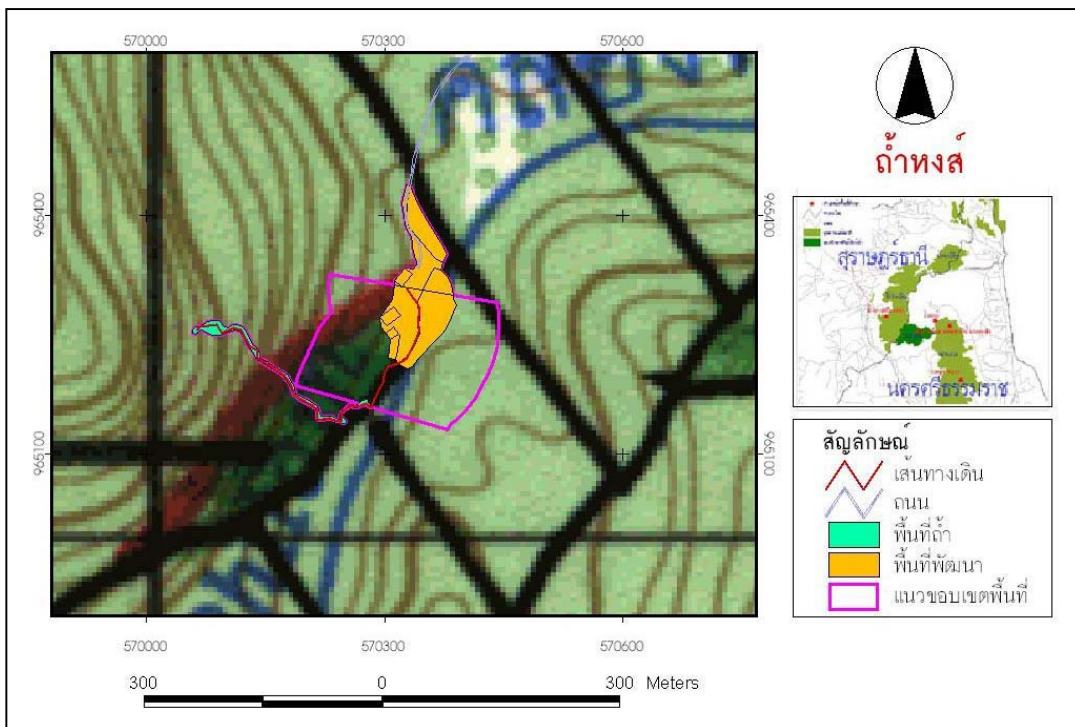 570000 570300 570600
965400
965400
965100
965100
570000 570300 570600
300 0 300 Meters
ถ้ำหงส์
สุราษฎร์ธานี
นครศรีธรรมราช
สัญลักษณ์
เส้นทางเดิน
ถนน
พื้นที่ถ้ำ
พื้นที่พัฒนา
แนวขอบเขตพื้นที่